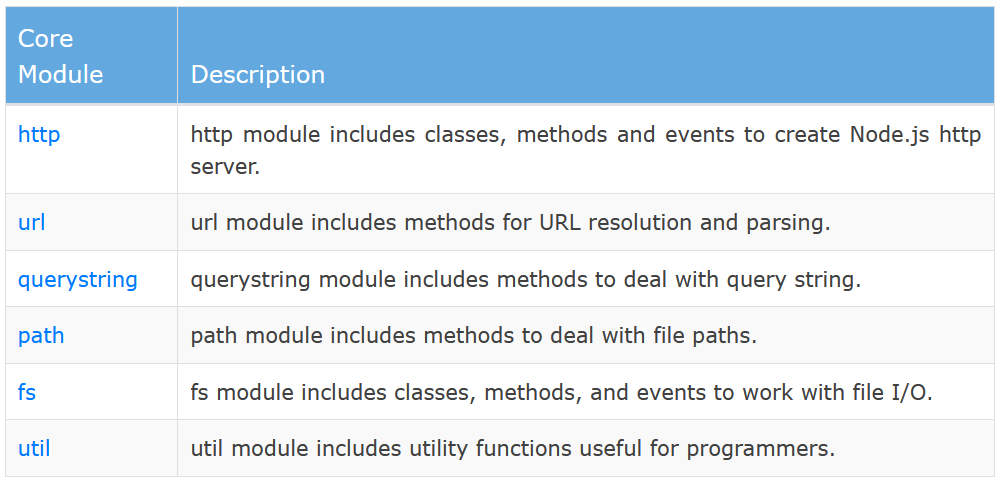 Core
Module
Description
http
http module includes classes, methods and events to create Node.js http
server.
url
url module includes methods for URL resolution and parsing.
querystring
querystring module includes methods to deal with query string.
path
path module includes methods to deal with file paths.
fs
fs module includes classes, methods, and events to work with file I/O.
util
util module includes utility functions useful for programmers.